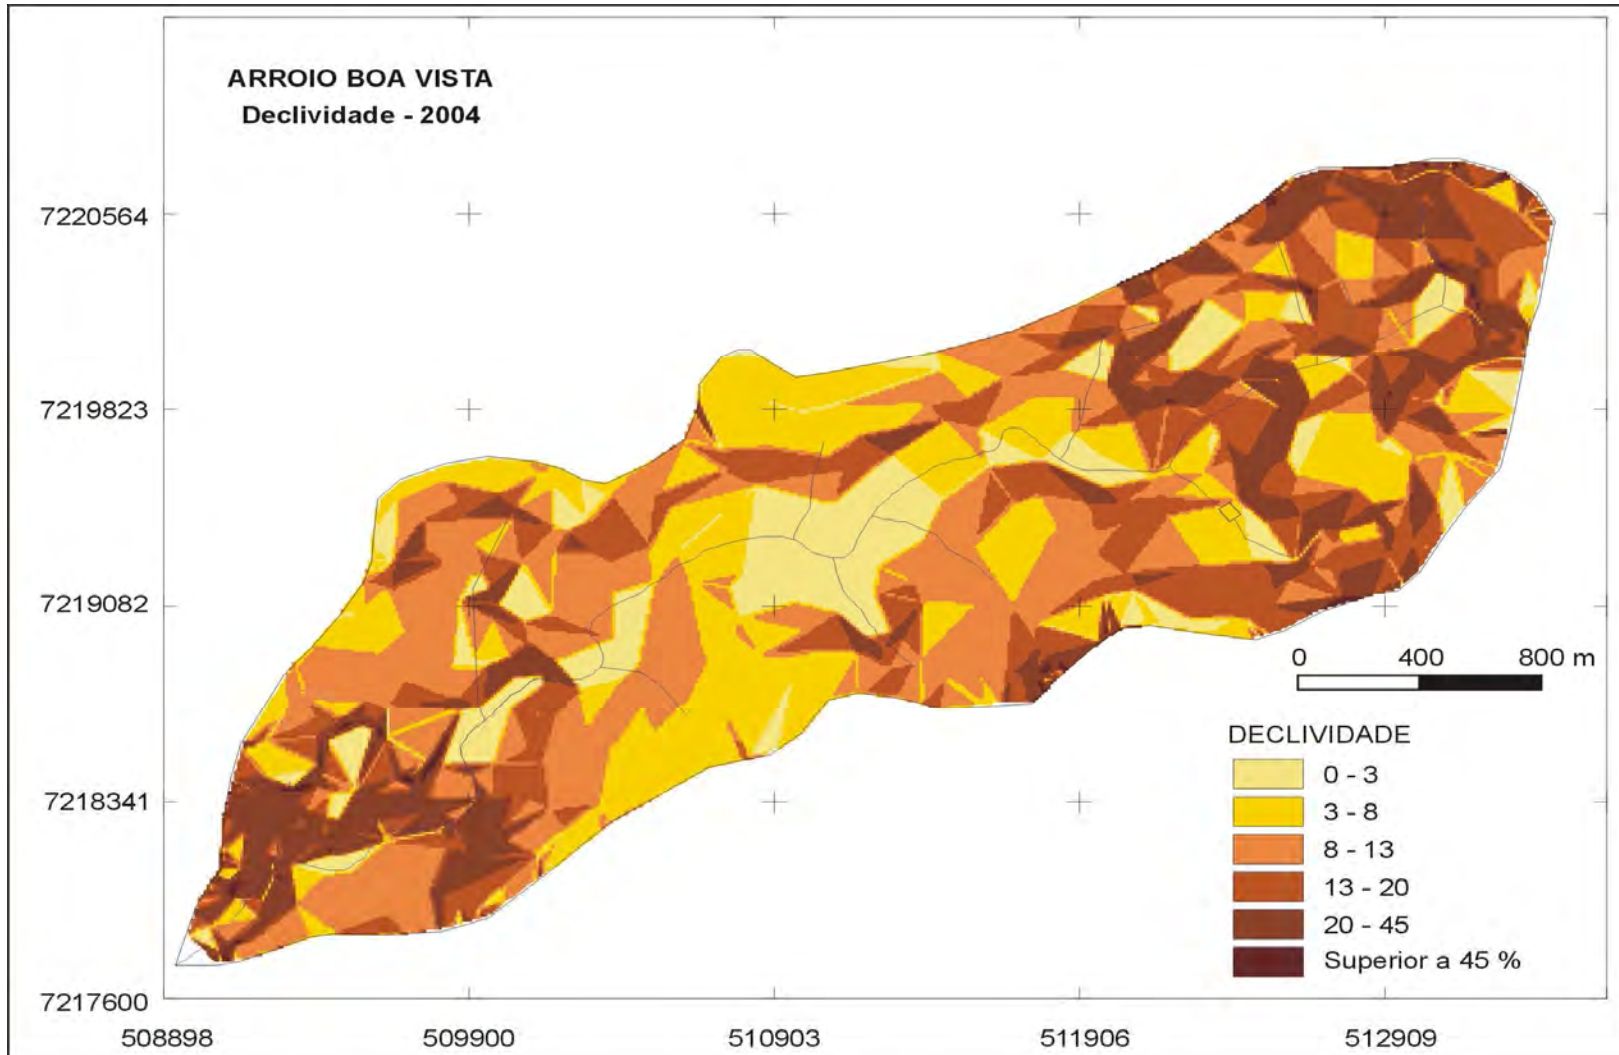 ARROIO BOA VISTA
Declividade - 2004
7220564
7219823
7219082
7218341
7217600
508898 509900 510903 511906 512909
0 400 800 m
DECLIVIDADE
0 - 3
3 - 8
8 - 13
13 - 20
20 - 45
Superior a 45 %